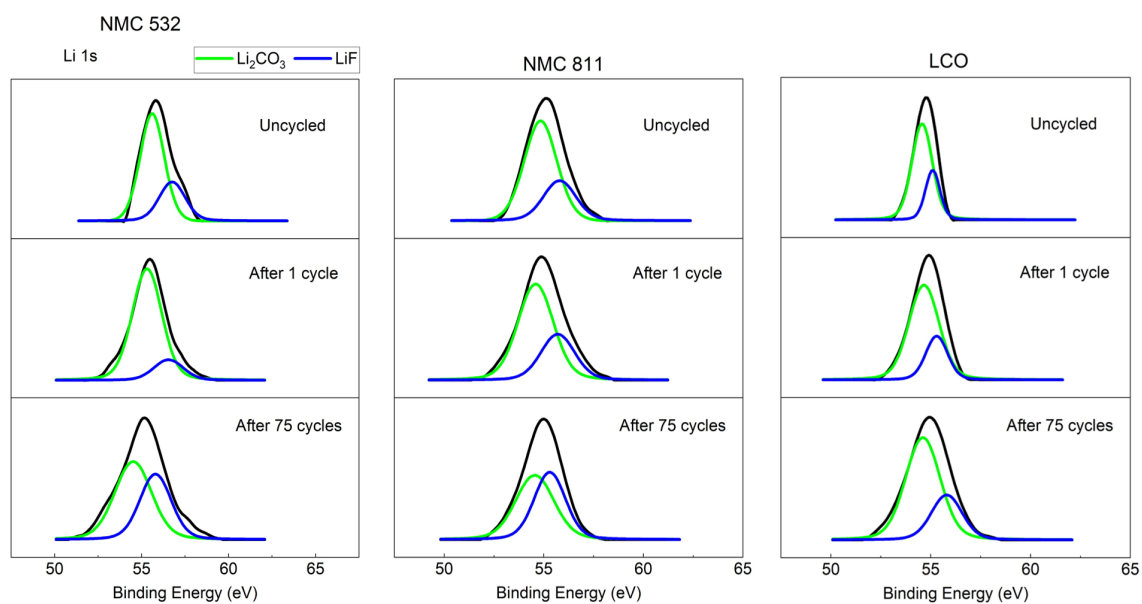 NMC 532
Li 1s
Li₂CO₃ LiF
NMC 811
LCO
Uncycled
Uncycled
Uncycled
After 1 cycle
After 1 cycle
After 1 cycle
After 75 cycles
After 75 cycles
After 75 cycles
50 55 60 65
50 55 60 65
50 55 60 65
Binding Energy (eV)
Binding Energy (eV)
Binding Energy (eV)